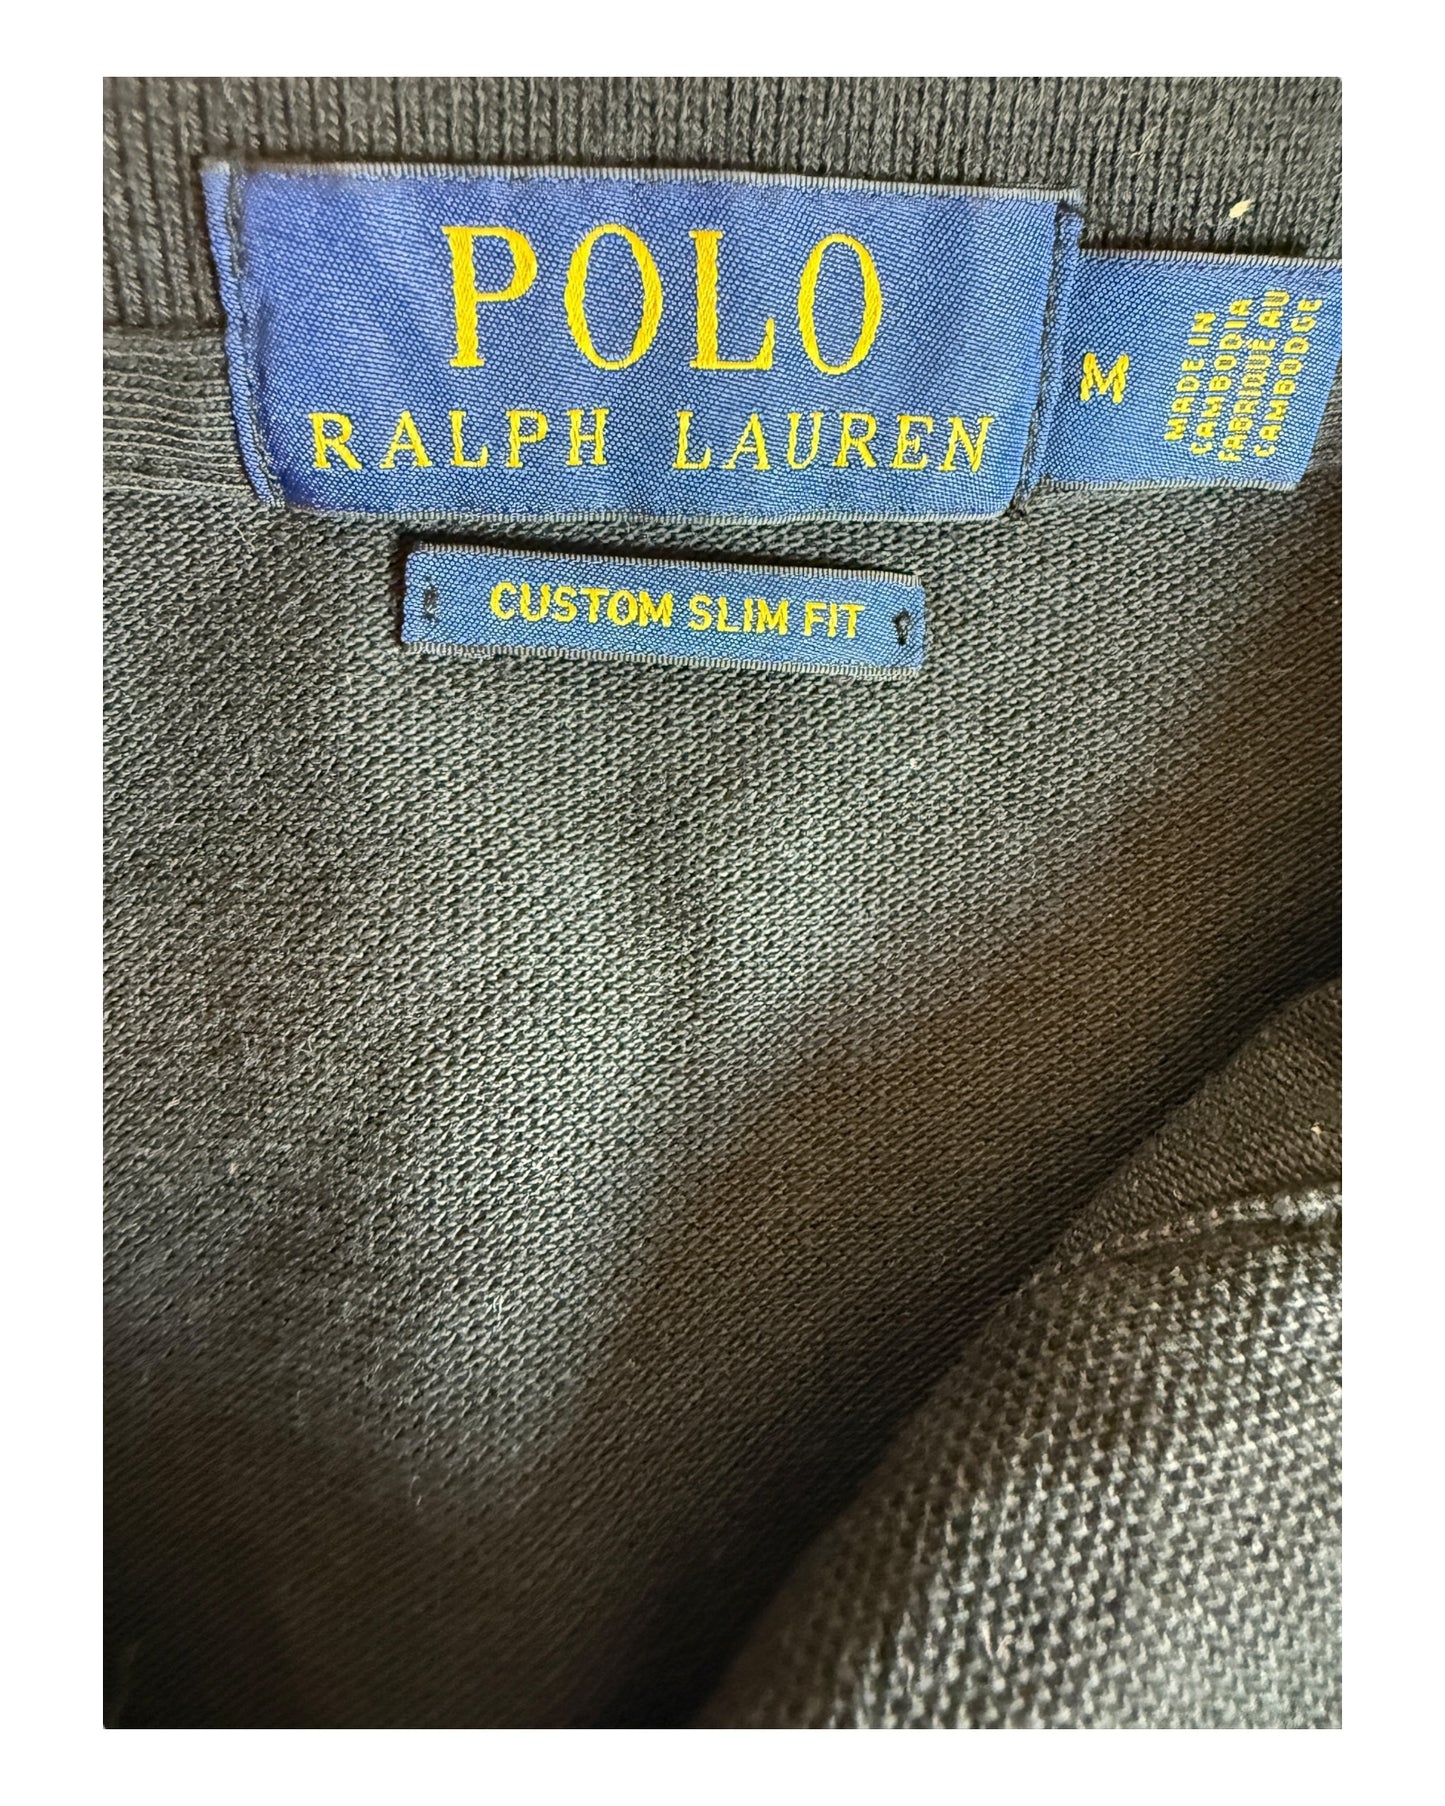 POLO
RALPH LAUREN
M
MADE IN
CAMBODIA
FABRIQUÉ AU
CAMBODGE
CUSTOM SLIM FIT